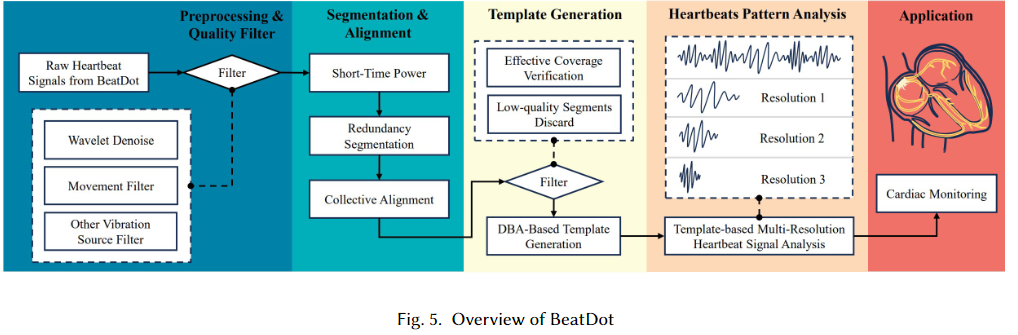 Preprocessing &
Quality Filter
Raw Heartbeat
Signals from BeatDot
Filter
Wavelet Denoise
Movement Filter
Other Vibration
Source Filter
Segmentation &
Alignment
Short-Time Power
Redundancy
Segmentation
Collective Alignment
Template Generation
Effective Coverage
Verification
Low-quality Segments
Discard
Filter
DBA-Based Template
Generation
Heartbeats Pattern Analysis
Resolution 1
Resolution 2
Resolution 3
Template-based Multi-Resolution
Heartbeat Signal Analysis
Application
Cardiac Monitoring
Fig. 5. Overview of BeatDot